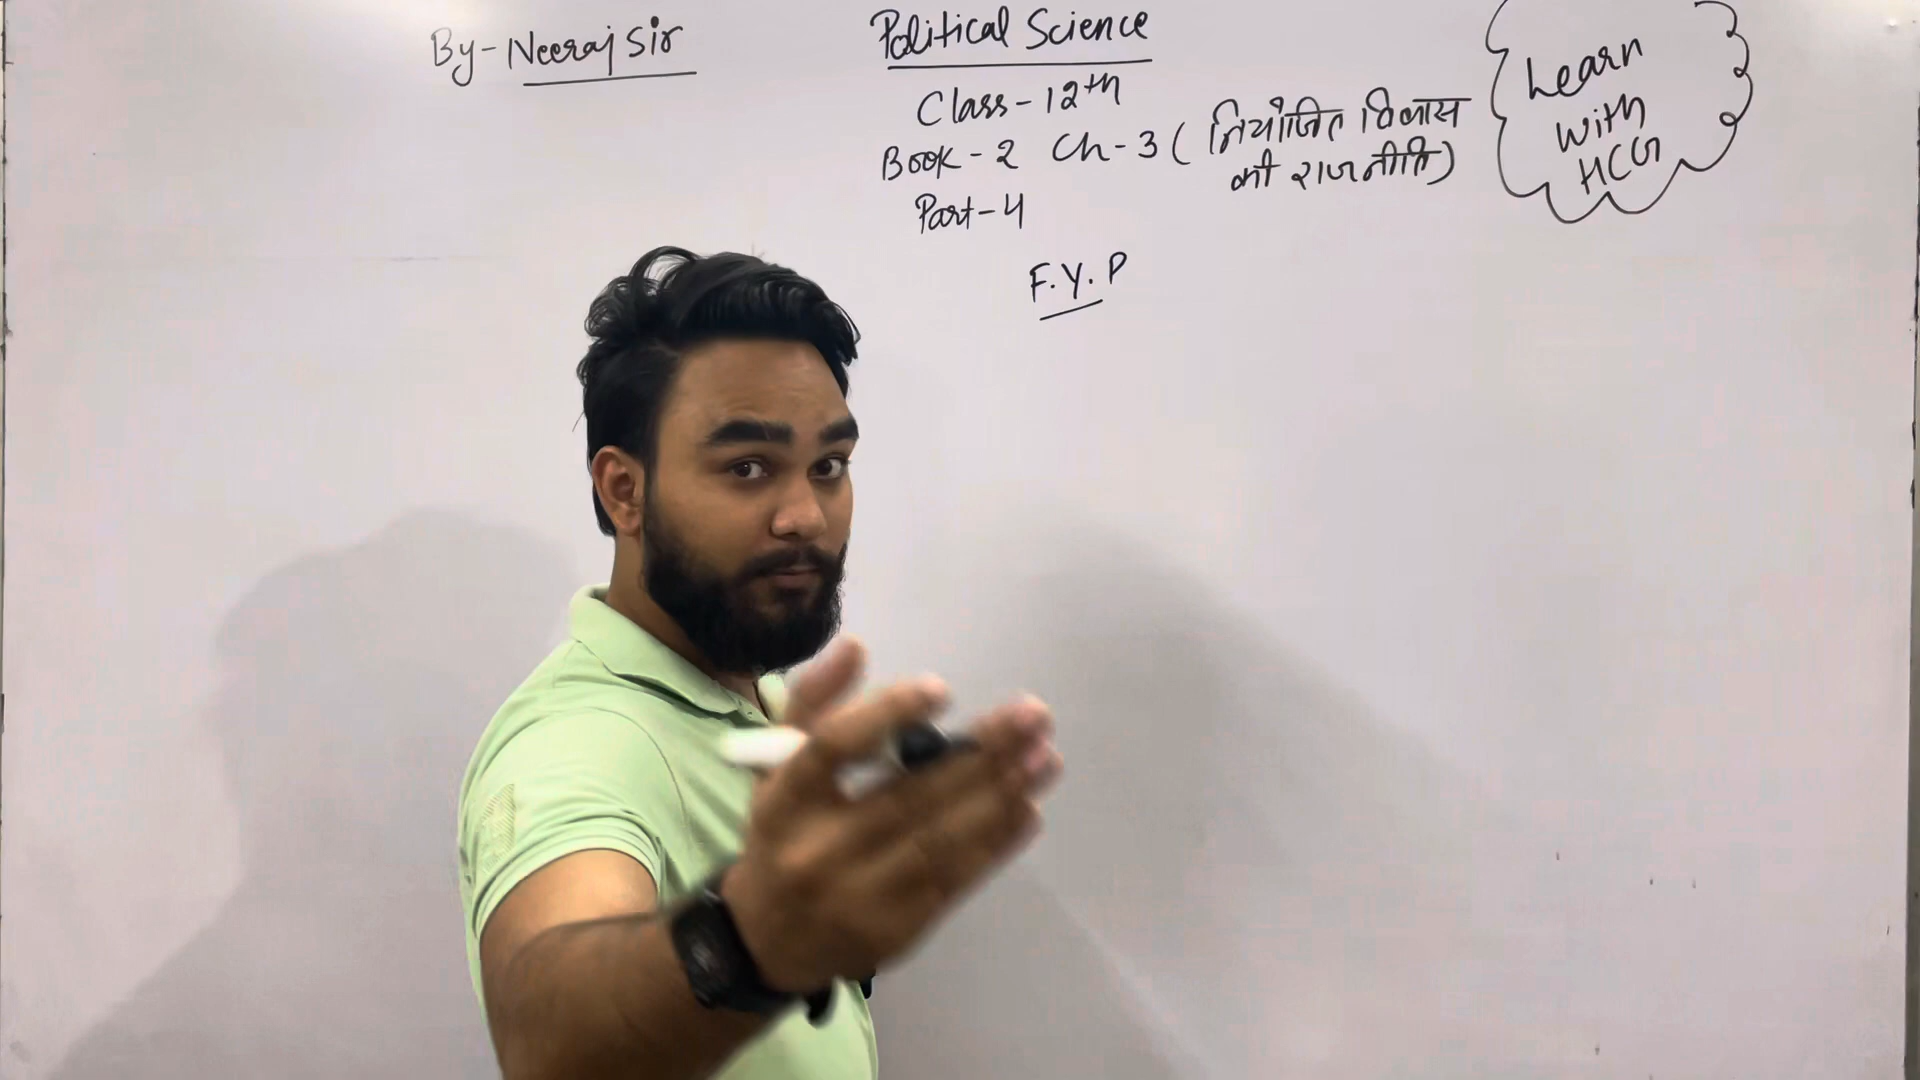 By- Neeraj Sir
Political Science
Class - 12th
Book - 2 Ch - 3 ( नियोजित विकास
की राजनीति )
Part - 4
F.Y.P
Learn
with
HCG